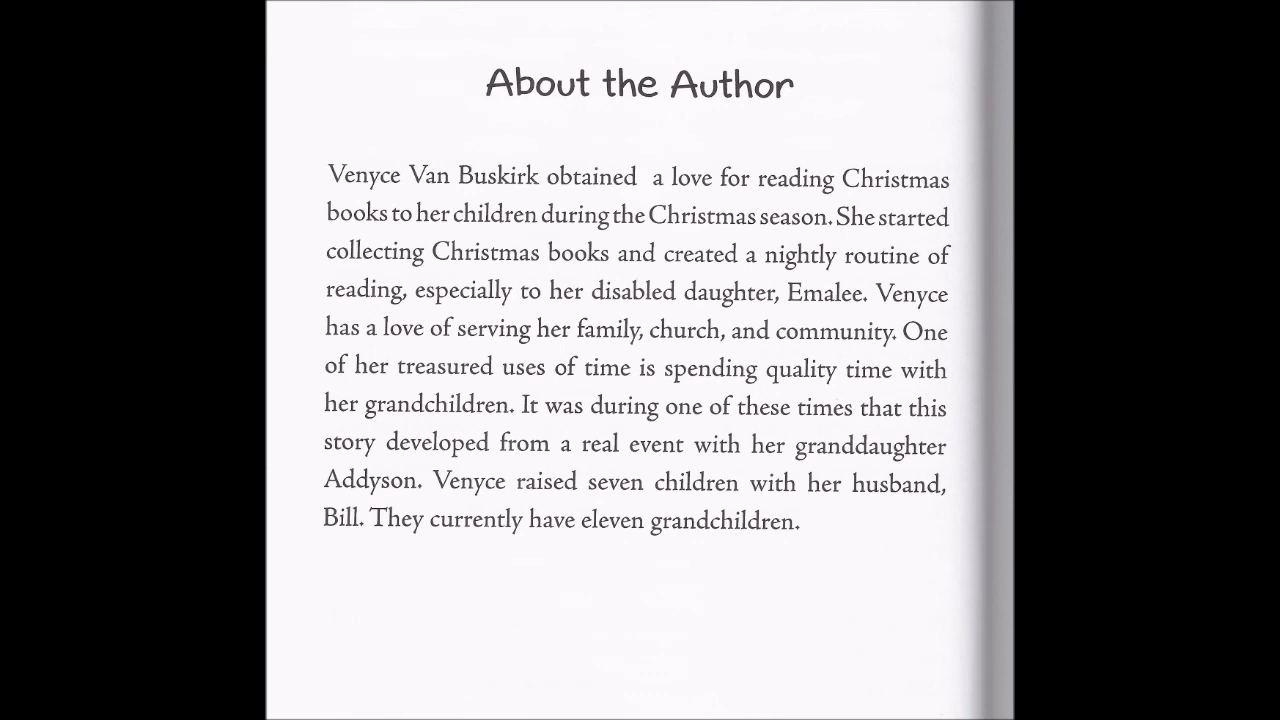 About the Author
Venyce Van Buskirk obtained a love for reading Christmas
books to her children during the Christmas season. She started
collecting Christmas books and created a nightly routine of
reading, especially to her disabled daughter, Emalee. Venyce
has a love of serving her family, church, and community. One
of her treasured uses of time is spending quality time with
her grandchildren. It was during one of these times that this
story developed from a real event with her granddaughter
Addyson. Venyce raised seven children with her husband,
Bill. They currently have eleven grandchildren.